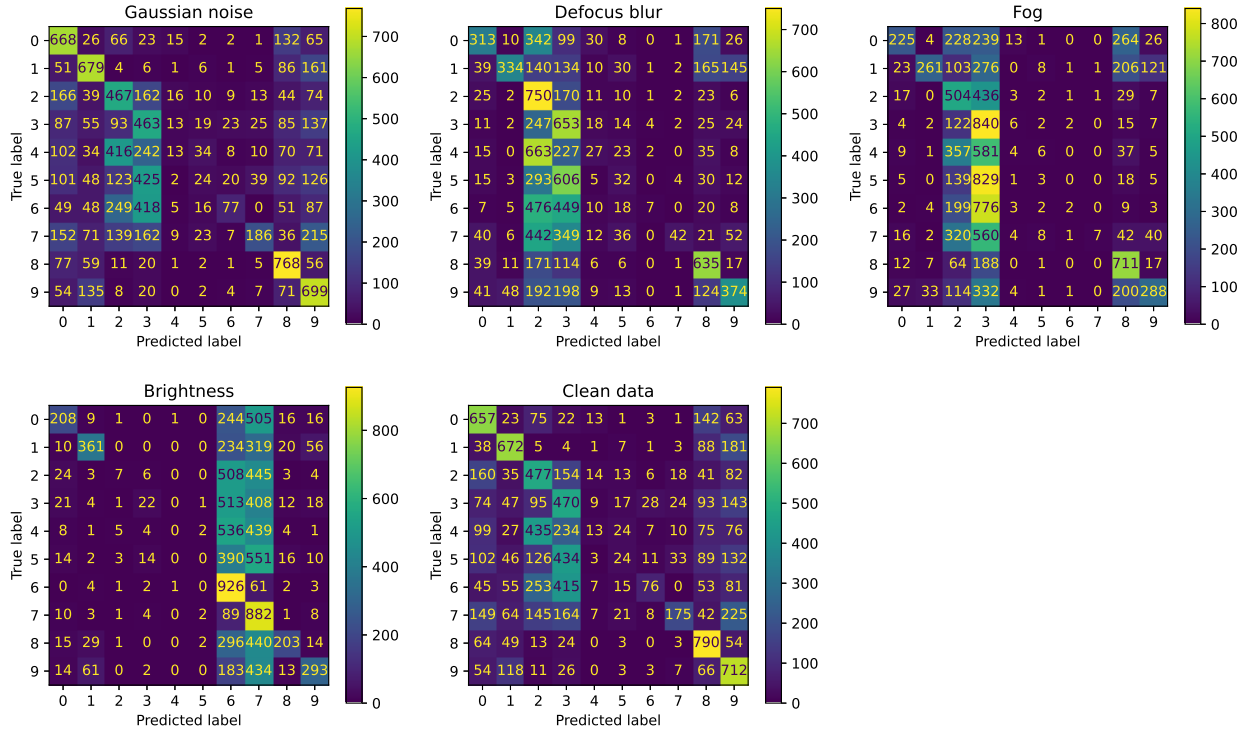 Gaussian noise
True label
0 668 26 66 23 15 2 2 1 132 65
1 51 679 4 6 1 6 1 5 86 161
2 166 39 467 162 16 10 9 13 44 74
3 87 55 93 463 13 19 23 25 85 137
4 102 34 416 242 13 34 8 10 70 71
5 101 48 123 425 2 24 20 39 92 126
6 49 48 249 418 5 16 77 0 51 87
7 152 71 139 162 9 23 7 186 36 215
8 77 59 11 20 1 2 1 5 768 56
9 54 135 8 20 0 2 4 7 71 699
0 1 2 3 4 5 6 7 8 9
Predicted label
700
600
500
400
300
200
100
0
Defocus blur
True label
0 313 10 342 99 30 8 0 1 171 26
1 39 334 140 134 10 30 1 2 165 145
2 25 2 750 170 11 10 1 2 23 6
3 11 2 247 653 18 14 4 2 25 24
4 15 0 663 227 27 23 2 0 35 8
5 15 3 293 606 5 32 0 4 30 12
6 7 5 476 449 10 18 7 0 20 8
7 40 6 442 349 12 36 0 42 21 52
8 39 11 171 114 6 6 0 1 635 17
9 41 48 192 198 9 13 0 1 124 374
0 1 2 3 4 5 6 7 8 9
Predicted label
700
600
500
400
300
200
100
0
Fog
True label
0 225 4 228 239 13 1 0 0 264 26
1 23 261 103 276 0 8 1 1 206 121
2 17 0 504 436 3 2 1 1 29 7
3 4 2 122 840 6 2 2 0 15 7
4 9 1 357 581 4 6 0 0 37 5
5 5 0 139 829 1 3 0 0 18 5
6 2 4 199 776 3 2 2 0 9 3
7 16 2 320 560 4 8 1 7 42 40
8 12 7 64 188 0 1 0 0 711 17
9 27 33 114 332 4 1 1 0 200 288
0 1 2 3 4 5 6 7 8 9
Predicted label
800
700
600
500
400
300
200
100
0
Brightness
True label
0 208 9 1 0 1 0 244 505 16 16
1 10 361 0 0 0 0 234 319 20 56
2 24 3 7 6 0 0 508 445 3 4
3 21 4 1 22 0 1 513 408 12 18
4 8 1 5 4 0 2 536 439 4 1
5 14 2 3 14 0 0 390 551 16 10
6 0 4 1 2 1 0 926 61 2 3
7 10 3 1 4 0 2 89 882 1 8
8 15 29 1 0 0 2 296 440 203 14
9 14 61 0 2 0 0 183 434 13 293
0 1 2 3 4 5 6 7 8 9
Predicted label
800
600
400
200
0
Clean data
True label
0 657 23 75 22 13 1 3 1 142 63
1 38 672 5 4 1 7 1 3 88 181
2 160 35 477 154 14 13 6 18 41 82
3 74 47 95 470 9 17 28 24 93 143
4 99 27 435 234 13 24 7 10 75 76
5 102 46 126 434 3 24 11 33 89 132
6 45 55 253 415 7 15 76 0 53 81
7 149 64 145 164 7 21 8 175 42 225
8 64 49 13 24 0 3 0 3 790 54
9 54 118 11 26 0 3 3 7 66 712
0 1 2 3 4 5 6 7 8 9
Predicted label
700
600
500
400
300
200
100
0